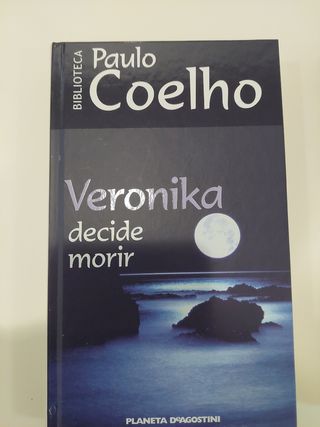 BIBLIOTECA
Paulo
Coelho
Veronika
decide
morir
PLANETA DEAGOSTINI